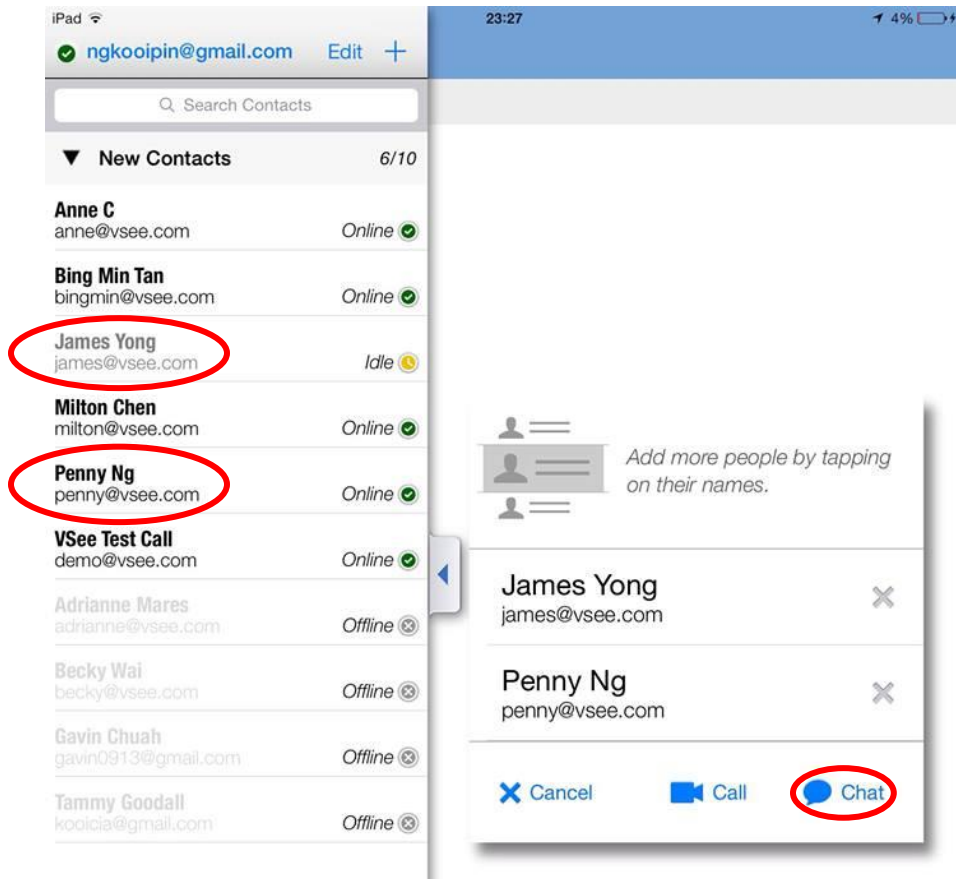 iPad 23:27 4%
ngkooipin@gmail.com Edit +
Search Contacts
▼ New Contacts 6/10
Anne C
anne@vsee.com Online
Bing Min Tan
bingmin@vsee.com Online
James Yong
james@vsee.com Idle
Milton Chen
milton@vsee.com Online
Penny Ng
penny@vsee.com Online
VSee Test Call
demo@vsee.com Online
Adrianne Mares
adrianne@vsee.com Offline
Becky Wai
becky@vsee.com Offline
Gavin Chuah
gavin0913@gmail.com Offline
Tammy Goodall
kooicia@gmail.com Offline
Add more people by tapping
on their names.
James Yong
james@vsee.com
Penny Ng
penny@vsee.com
Cancel Call Chat